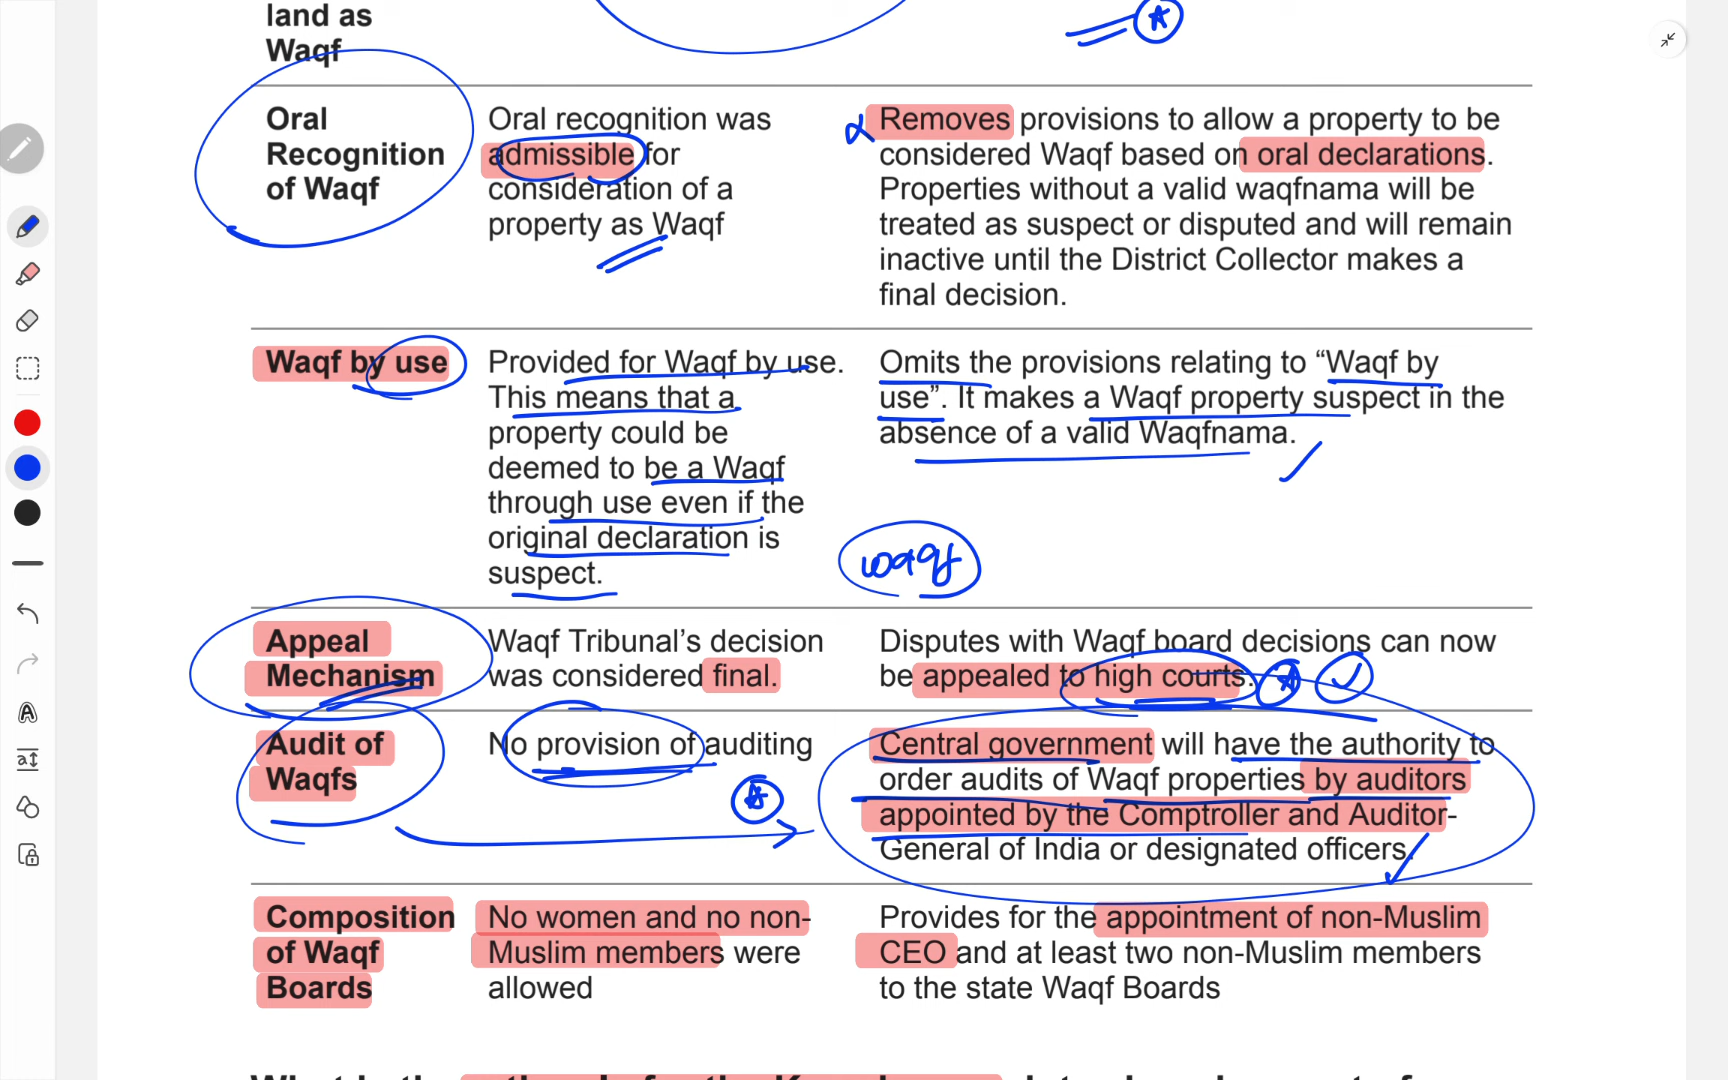 land as
Waqf
Oral
Recognition
of Waqf
Oral recognition was
admissible for
consideration of a
property as Waqf
Removes provisions to allow a property to be
considered Waqf based on oral declarations.
Properties without a valid waqfnama will be
treated as suspect or disputed and will remain
inactive until the District Collector makes a
final decision.
Waqf by use
Provided for Waqf by use.
This means that a
property could be
deemed to be a Waqf
through use even if the
original declaration is
suspect.
Omits the provisions relating to “Waqf by
use”. It makes a Waqf property suspect in the
absence of a valid Waqfnama.
waqf
Appeal
Mechanism
Waqf Tribunal’s decision
was considered final.
Disputes with Waqf board decisions can now
be appealed to high courts.
Audit of
Waqfs
No provision of auditing
Central government will have the authority to
order audits of Waqf properties by auditors
appointed by the Comptroller and Auditor-
General of India or designated officers.
Composition
of Waqf
Boards
No women and no non-
Muslim members were
allowed
Provides for the appointment of non-Muslim
CEO and at least two non-Muslim members
to the state Waqf Boards